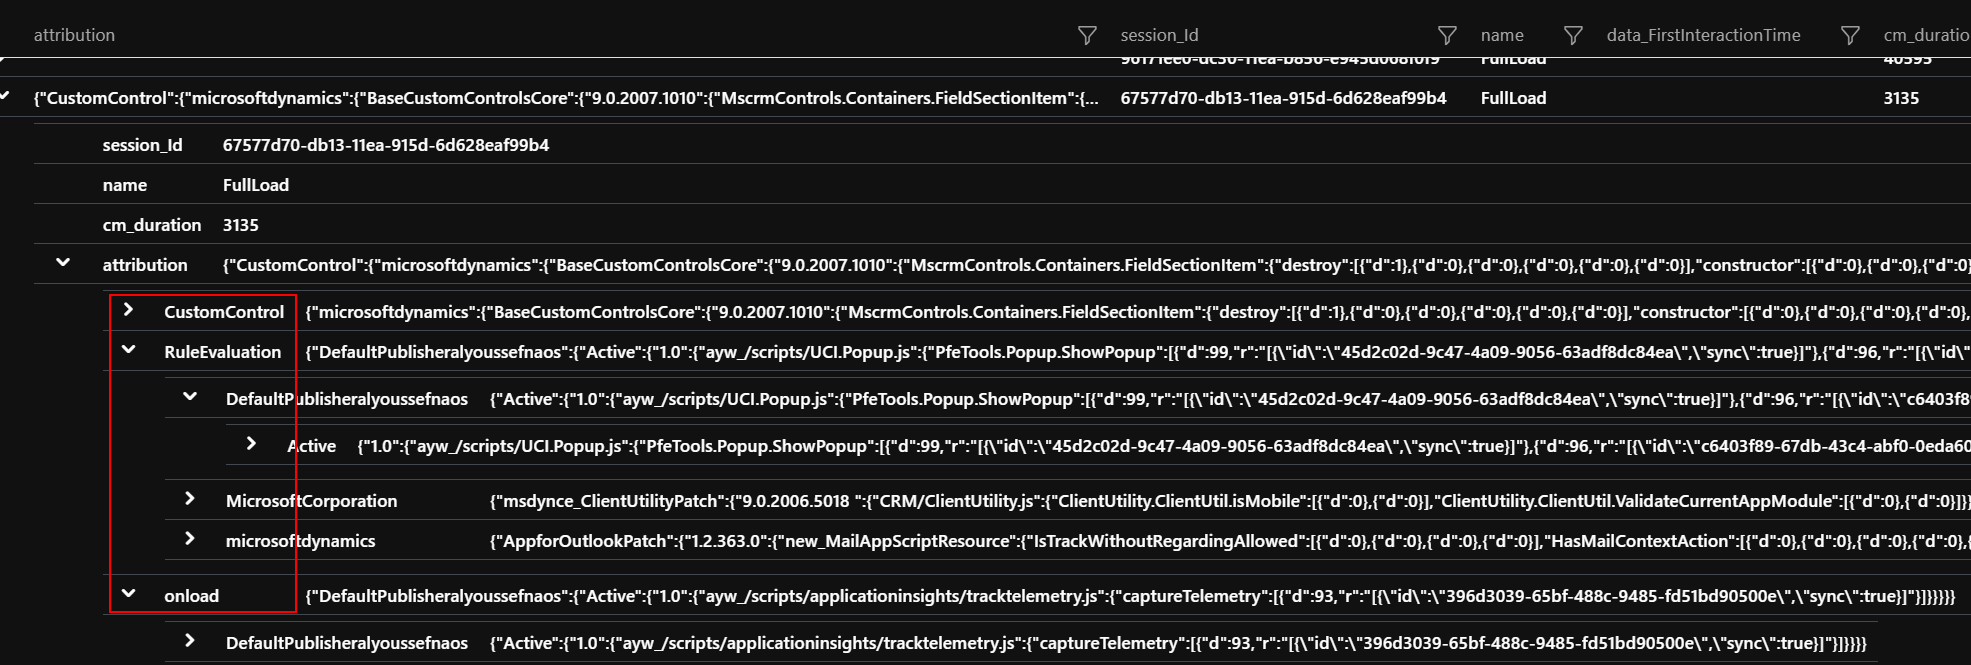 attribution session_Id name data_FirstInteractionTime cm_duratio
96171ee0-dc30-11ea-b836-e945d068f0f9 FullLoad 40595
{"CustomControl":{"microsoftdynamics":{"BaseCustomControlsCore":{"9.0.2007.1010":{"MscrmControls.Containers.FieldSectionItem":{... 67577d70-db13-11ea-915d-6d628eaf99b4 FullLoad 3135
session_Id 67577d70-db13-11ea-915d-6d628eaf99b4
name FullLoad
cm_duration 3135
attribution {"CustomControl":{"microsoftdynamics":{"BaseCustomControlsCore":{"9.0.2007.1010":{"MscrmControls.Containers.FieldSectionItem":{"destroy":[{"d":1},{"d":0},{"d":0},{"d":0},{"d":0},{"d":0}],"constructor":[{"d":0},{"d":0},{"d":0}
CustomControl {"microsoftdynamics":{"BaseCustomControlsCore":{"9.0.2007.1010":{"MscrmControls.Containers.FieldSectionItem":{"destroy":[{"d":1},{"d":0},{"d":0},{"d":0},{"d":0},{"d":0}],"constructor":[{"d":0},{"d":0},{"d":0},
RuleEvaluation {"DefaultPublisheralyoussefnaos":{"Active":{"1.0":{"ayw_/scripts/UCI.Popup.js":{"PfeTools.Popup.ShowPopup":[{"d":99,"r":"[{\"id\":\"45d2c02d-9c47-4a09-9056-63adf8dc84ea\",\"sync\":true}]"},{"d":96,"r":"[{\"id\"
DefaultPublisheralyoussefnaos {"Active":{"1.0":{"ayw_/scripts/UCI.Popup.js":{"PfeTools.Popup.ShowPopup":[{"d":99,"r":"[{\"id\":\"45d2c02d-9c47-4a09-9056-63adf8dc84ea\",\"sync\":true}]"},{"d":96,"r":"[{\"id\":\"c6403f89
Active {"1.0":{"ayw_/scripts/UCI.Popup.js":{"PfeTools.Popup.ShowPopup":[{"d":99,"r":"[{\"id\":\"45d2c02d-9c47-4a09-9056-63adf8dc84ea\",\"sync\":true}]"},{"d":96,"r":"[{\"id\":\"c6403f89-67db-43c4-abf0-0eda60
MicrosoftCorporation {"msdynce_ClientUtilityPatch":{"9.0.2006.5018 ":{"CRM/ClientUtility.js":{"ClientUtility.ClientUtil.isMobile":[{"d":0},{"d":0}],"ClientUtility.ClientUtil.ValidateCurrentAppModule":[{"d":0},{"d":0}]}}
microsoftdynamics {"AppforOutlookPatch":{"1.2.363.0":{"new_MailAppScriptResource":{"IsTrackWithoutRegardingAllowed":[{"d":0},{"d":0},{"d":0},{"d":0}],"HasMailContextAction":[{"d":0},{"d":0},{"d":0},{"d":0},{
onload {"DefaultPublisheralyoussefnaos":{"Active":{"1.0":{"ayw_/scripts/applicationinsights/tracktelemetry.js":{"captureTelemetry":[{"d":93,"r":"[{\"id\":\"396d3039-65bf-488c-9485-fd51bd90500e\",\"sync\":true}]"}]}}}}}
DefaultPublisheralyoussefnaos {"Active":{"1.0":{"ayw_/scripts/applicationinsights/tracktelemetry.js":{"captureTelemetry":[{"d":93,"r":"[{\"id\":\"396d3039-65bf-488c-9485-fd51bd90500e\",\"sync\":true}]"}]}}}}